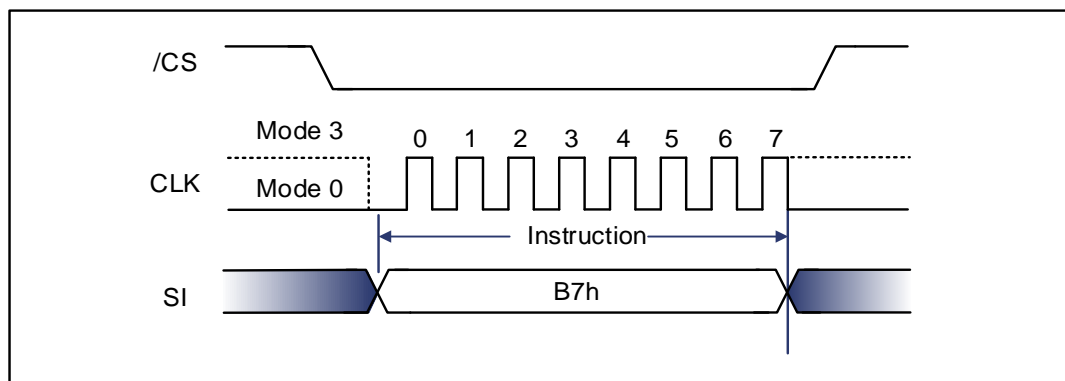 /CS
Mode 3
0 1 2 3 4 5 6 7
CLK
Mode 0
Instruction
SI
B7h